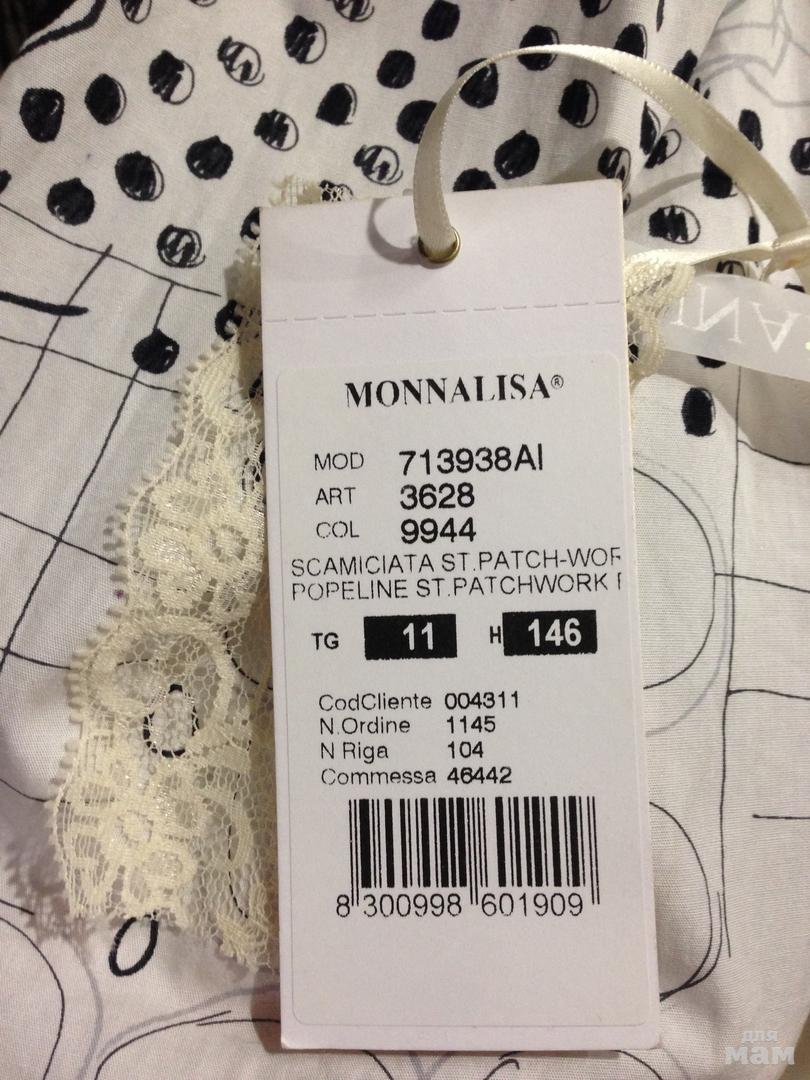 MONNALISA®
MOD 713938AI
ART 3628
COL 9944
SCAMICIATA ST.PATCH-WOR
POPELINE ST.PATCHWORK
TG 11 H 146
CodCliente 004311
N.Ordine 1145
N Riga 104
Commessa 46442
8 300998 601909
для
мам